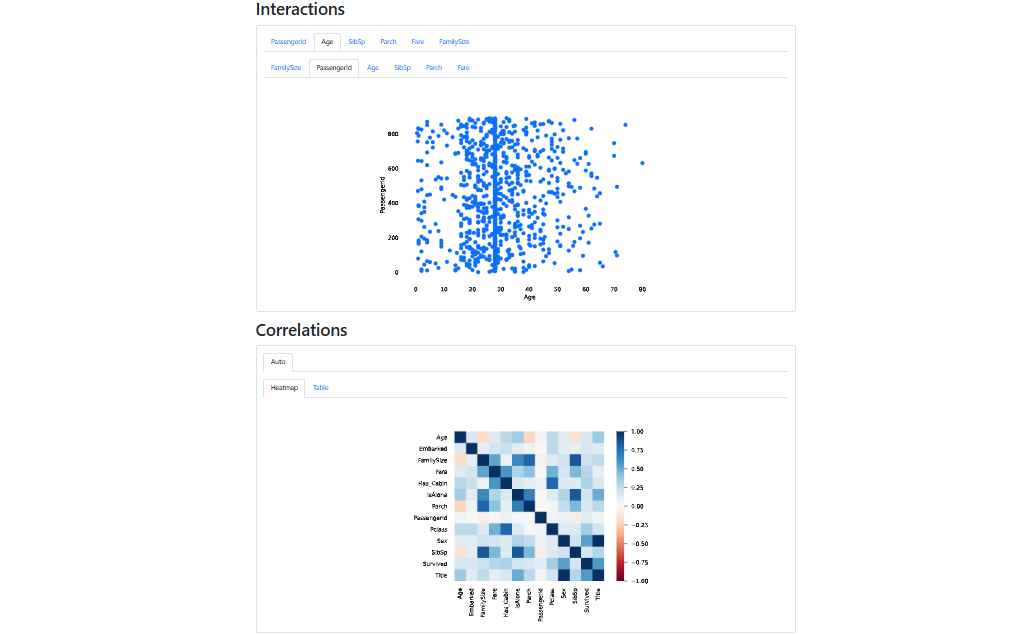 Interactions
PassengerId Age SibSp Parch Fare FamilySize
FamilySize PassengerId Age SibSp Parch Fare
800
600
400
200
0
PassengerId
0 10 20 30 40 50 60 70 80
Age
Correlations
Auto
Heatmap Table
Age
Embarked
FamilySize
Fare
Has_Cabin
IsAlone
Parch
PassengerId
Pclass
Sex
SibSp
Survived
Title
Age Embarked FamilySize Fare Has_Cabin IsAlone Parch PassengerId Pclass Sex SibSp Survived Title
1.00
0.75
0.50
0.25
0.00
−0.25
−0.50
−0.75
−1.00